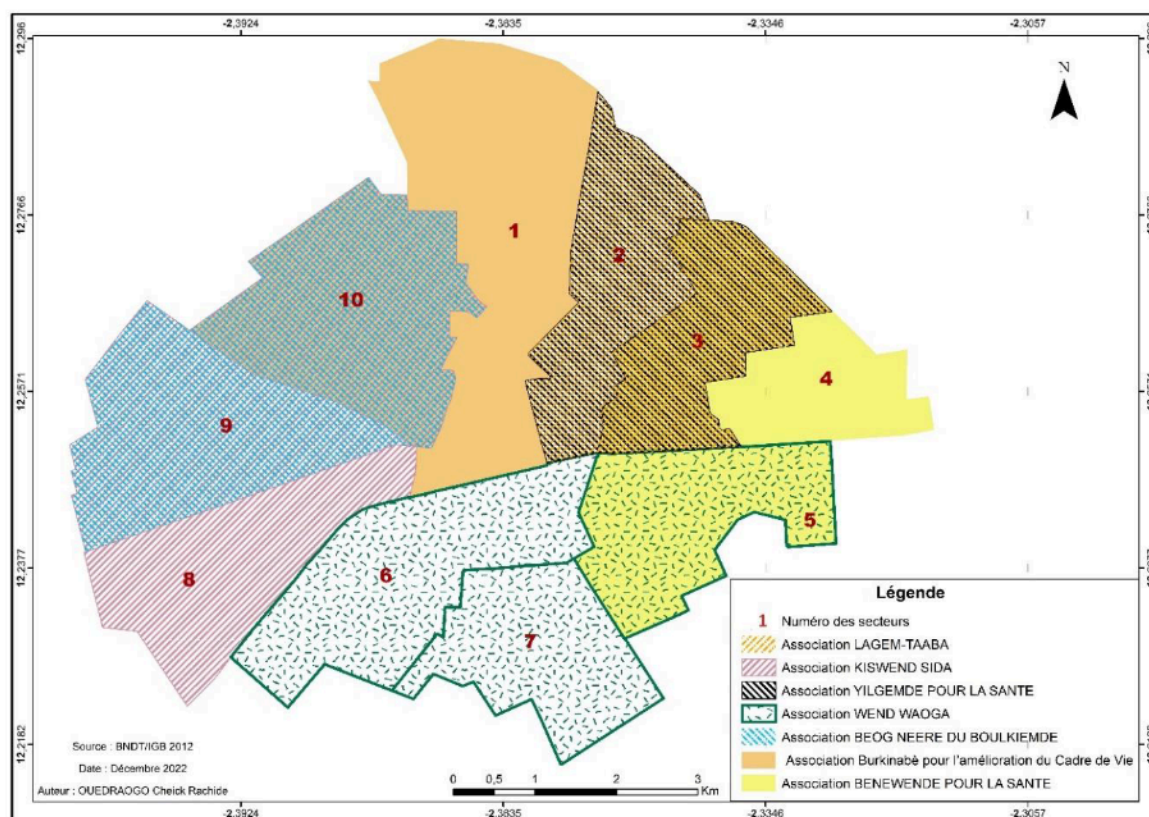 -2,3924 -2,3835 -2,3346 -2,3057
12,296
N
12,2766
1
2
10
3
12,2571
4
9
5
12,2377
6
8
7
Légende
1 Numéro des secteurs
Association LAGEM-TAABA
Association KISWEND SIDA
Association YILGEMDE POUR LA SANTE
Association WEND WAOGA
Association BEOG NEERE DU BOULKIEMDE
Association Burkinabè pour l'amélioration du Cadre de Vie
Association BENEWENDE POUR LA SANTE
12,2182
Source : BNDT/IGB 2012
Date : Décembre 2022
Auteur : OUEDRAOGO Cheick Rachide
0 0,5 1 2 3
Km
-2,3924 -2,3835 -2,3346 -2,3057